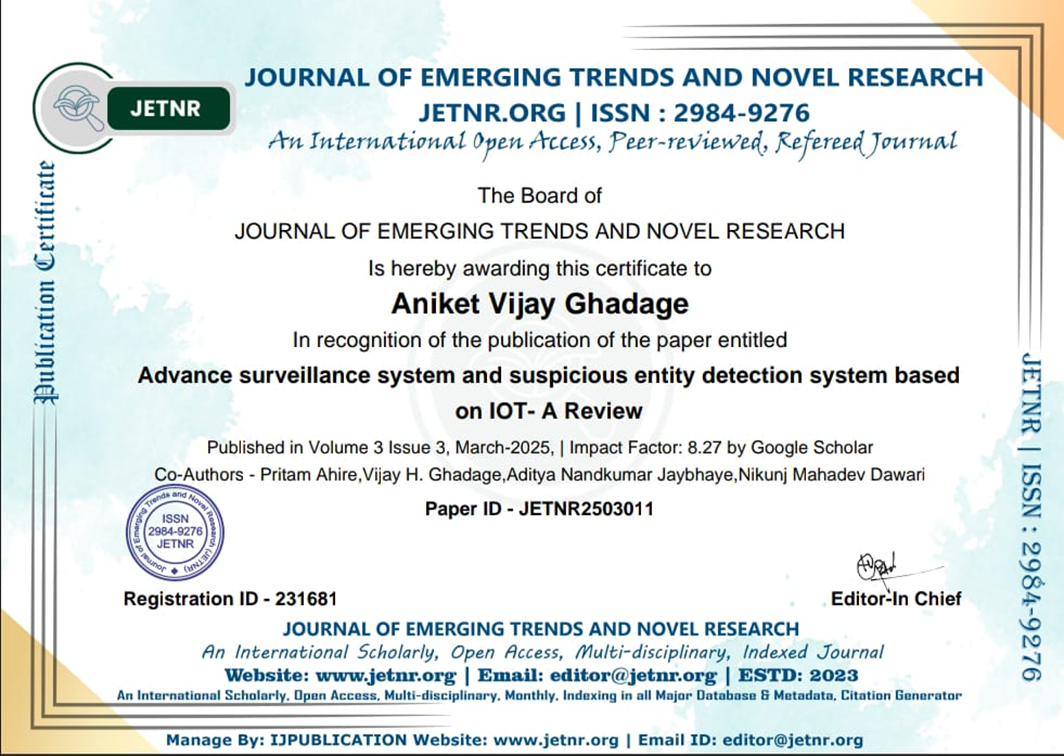 JETNR
JOURNAL OF EMERGING TRENDS AND NOVEL RESEARCH
JETNR.ORG | ISSN : 2984-9276
An International Open Access, Peer-reviewed, Refereed Journal
Publication Certificate
The Board of
JOURNAL OF EMERGING TRENDS AND NOVEL RESEARCH
Is hereby awarding this certificate to
Aniket Vijay Ghadage
In recognition of the publication of the paper entitled
Advance surveillance system and suspicious entity detection system based
on IOT- A Review
Published in Volume 3 Issue 3, March-2025, | Impact Factor: 8.27 by Google Scholar
Co-Authors - Pritam Ahire,Vijay H. Ghadage,Aditya Nandkumar Jaybhaye,Nikunj Mahadev Dawari
Paper ID - JETNR2503011
JETNR | ISSN : 2984-9276
Journal of Emerging Trends and Novel Research (JETNR)
ISSN
2984-9276
JETNR
Registration ID - 231681
Editor-In Chief
JOURNAL OF EMERGING TRENDS AND NOVEL RESEARCH
An International Scholarly, Open Access, Multi-disciplinary, Indexed Journal
Website: www.jetnr.org | Email: editor@jetnr.org | ESTD: 2023
An International Scholarly, Open Access, Multi-disciplinary, Monthly, Indexing in all Major Database & Metadata, Citation Generator
Manage By: IJPUBLICATION Website: www.jetnr.org | Email ID: editor@jetnr.org